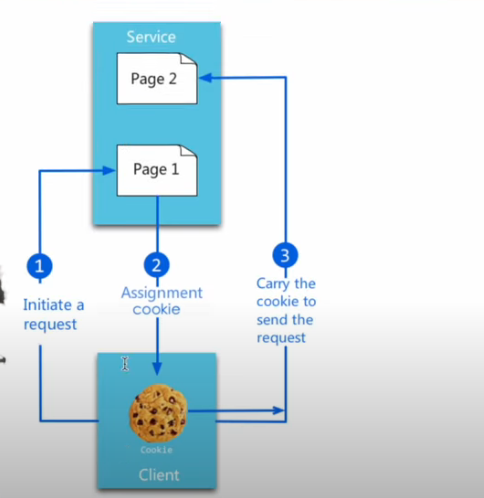 Service
Page 2
Page 1
1
2
3
Initiate a
request
Assignment
cookie
Carry the
cookie to
send the
request
Cookie
Client